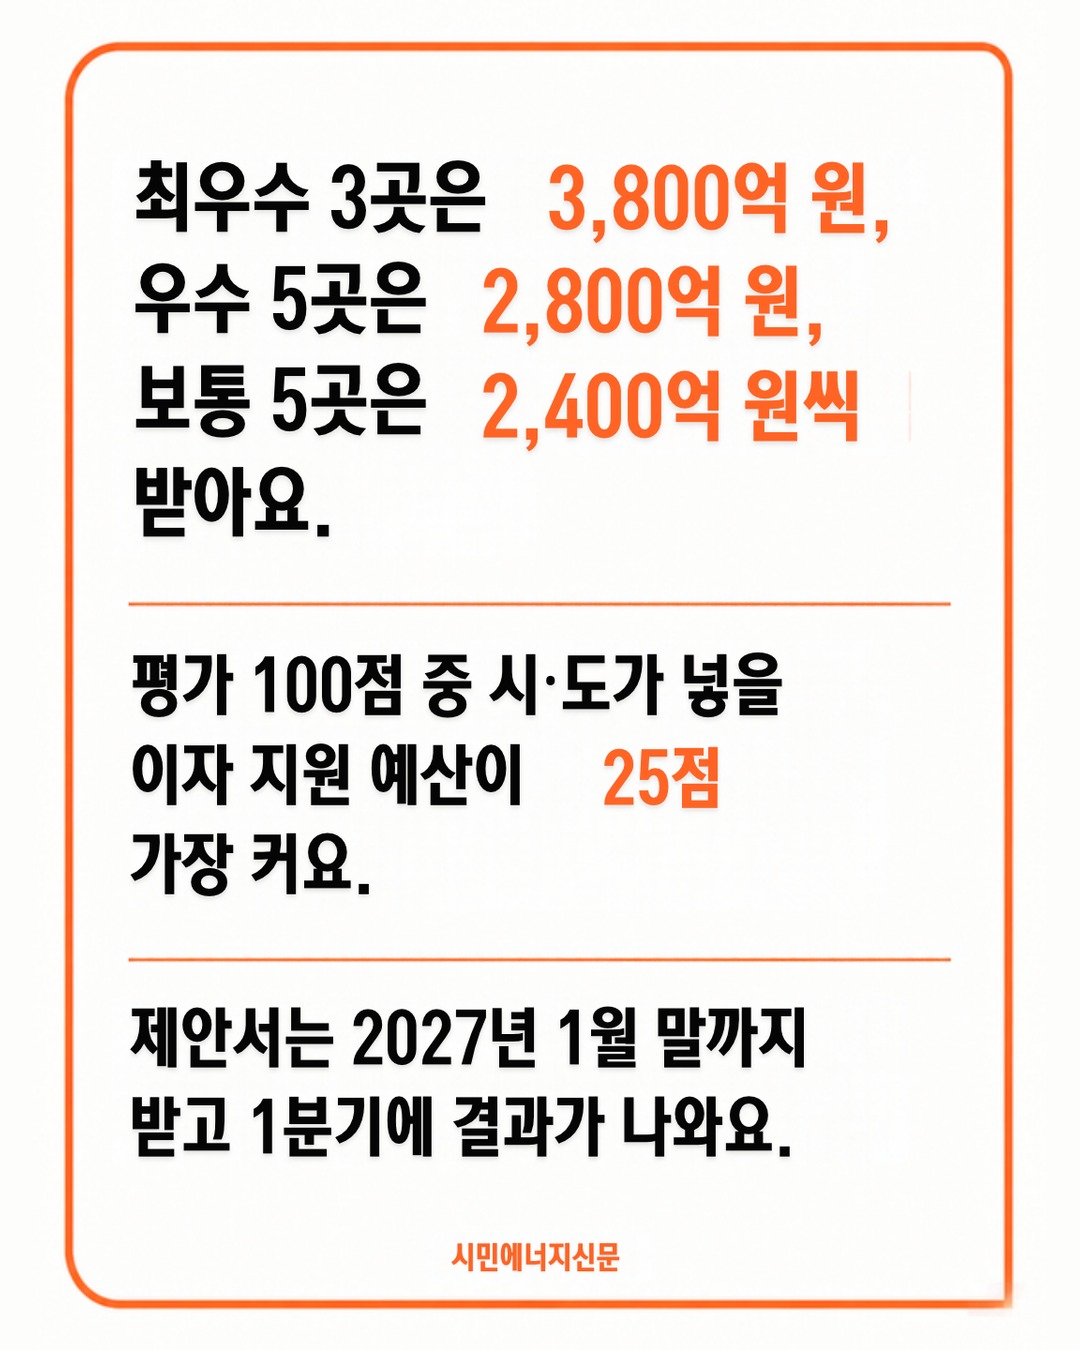 최우수 3곳은 3,800억 원,
우수 5곳은 2,800억 원,
보통 5곳은 2,400억 원씩
받아요.
평가 100점 중 시·도가 넣을
이자 지원 예산이 25점
가장 커요.
제안서는 2027년 1월 말까지
받고 1분기에 결과가 나와요.
시민에너지신문